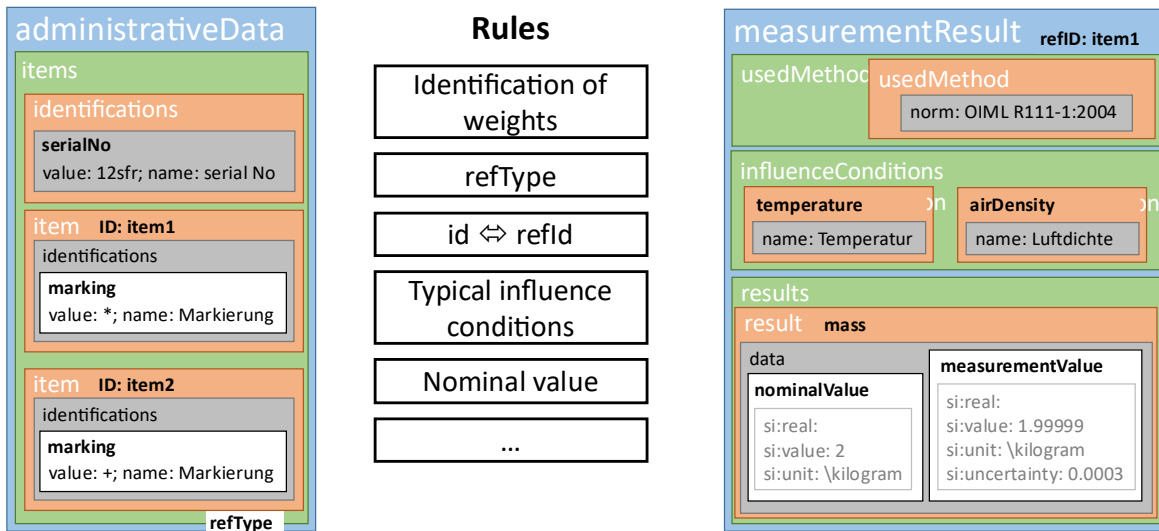 administrativeData
items
identifications
serialNo
value: 12sfr; name: serial No
item ID: item1
identifications
marking
value: *; name: Markierung
item ID: item2
identifications
marking
value: +; name: Markierung
refType
Rules
Identification of
weights
refType
id ⇔ refId
Typical influence
conditions
Nominal value
...
measurementResult refID: item1
usedMethod
usedMethod
norm: OIML R111-1:2004
influenceConditions
temperature
name: Temperatur
airDensity
name: Luftdichte
results
result mass
data
nominalValue
si:real:
si:value: 2
si:unit: \kilogram
measurementValue
si:real:
si:value: 1.99999
si:unit: \kilogram
si:uncertainty: 0.0003